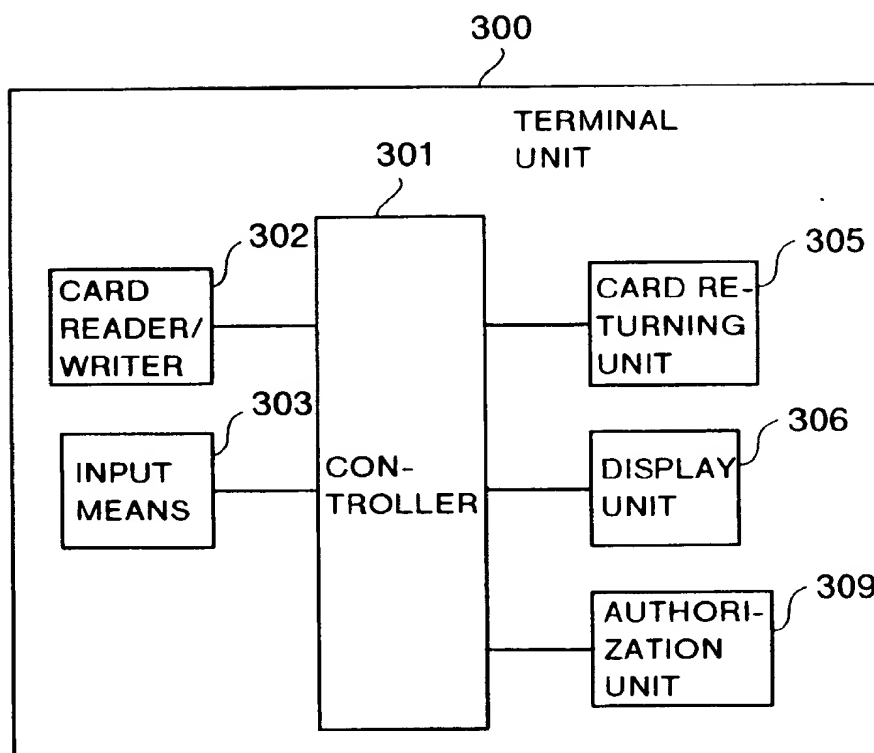 300
TERMINAL
UNIT
301
302
CARD
READER/
WRITER
305
CARD RE-
TURNING
UNIT
303
INPUT
MEANS
CON-
TROLLER
306
DISPLAY
UNIT
309
AUTHORI-
ZATION
UNIT